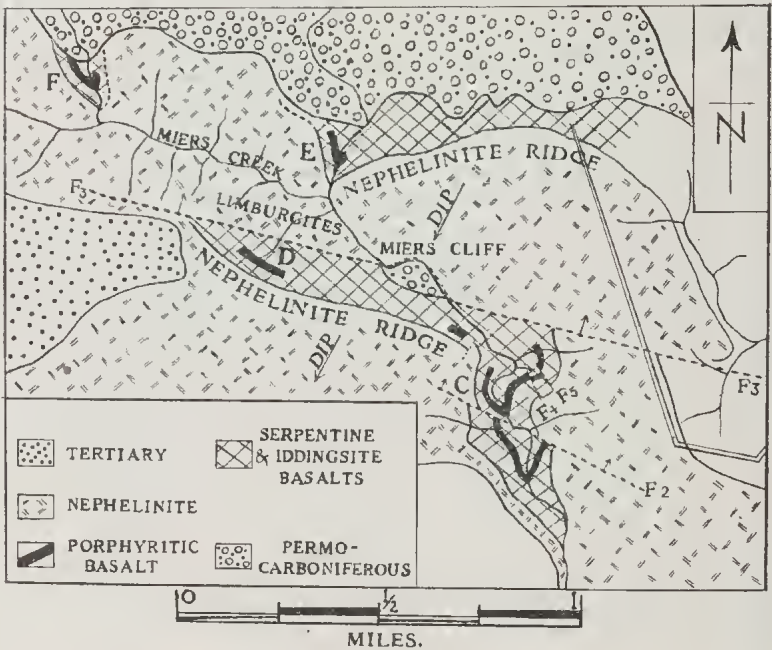 F
MIERS
CREEK
E
NEPHELINITE RIDGE
N
F3
LIMBURGITES
DIP
MIERS CLIFF
D
NEPHELINITE RIDGE
DIP
C
F4 F5
F3
F2
TERTIARY
SERPENTINE
& IDDINGSITE
BASALTS
NEPHELINITE
PORPHYRITIC
BASALT
PERMO-
CARBONIFEROUS
0 1/2 1
MILES.